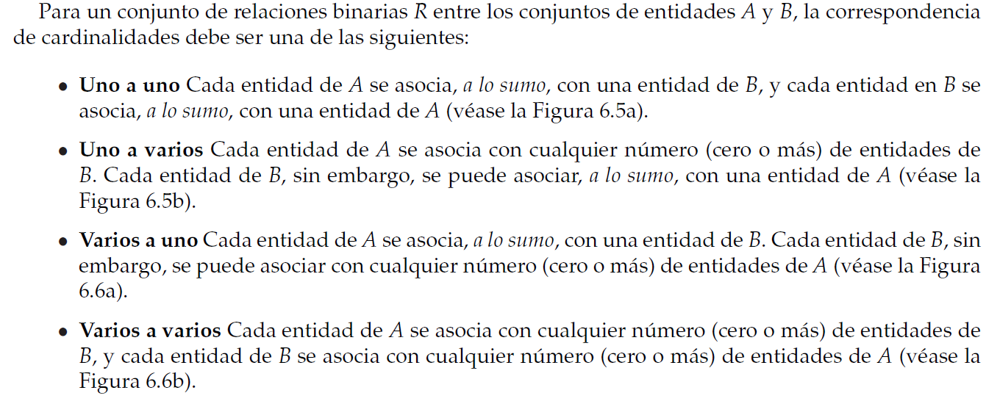 Para un conjunto de relaciones binarias R entre los conjuntos de entidades A y B, la correspondencia
de cardinalidades debe ser una de las siguientes:
• Uno a uno Cada entidad de A se asocia, a lo sumo, con una entidad de B, y cada entidad en B se
asocia, a lo sumo, con una entidad de A (véase la Figura 6.5a).
• Uno a varios Cada entidad de A se asocia con cualquier número (cero o más) de entidades de
B. Cada entidad de B, sin embargo, se puede asociar, a lo sumo, con una entidad de A (véase la
Figura 6.5b).
• Varios a uno Cada entidad de A se asocia, a lo sumo, con una entidad de B. Cada entidad de B, sin
embargo, se puede asociar con cualquier número (cero o más) de entidades de A (véase la Figura
6.6a).
• Varios a varios Cada entidad de A se asocia con cualquier número (cero o más) de entidades de
B, y cada entidad de B se asocia con cualquier número (cero o más) de entidades de A (véase la
Figura 6.6b).